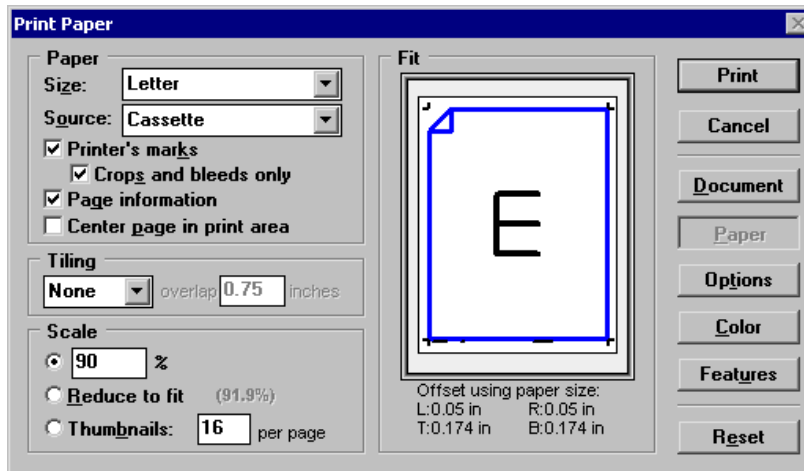 Print Paper
Paper
Size: Letter
Source: Cassette
Printer's marks
Crops and bleeds only
Page information
Center page in print area
Tiling
None overlap 0.75 inches
Scale
90 %
Reduce to fit (91.9%)
Thumbnails: 16 per page
Fit
E
Offset using paper size:
L:0.05 in R:0.05 in
T:0.174 in B:0.174 in
Print
Cancel
Document
Paper
Options
Color
Features
Reset